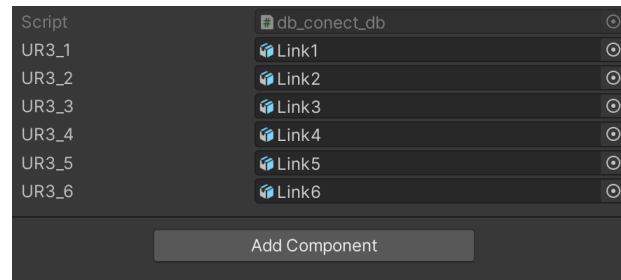 Script db_conect_db
UR3_1 Link1
UR3_2 Link2
UR3_3 Link3
UR3_4 Link4
UR3_5 Link5
UR3_6 Link6
Add Component